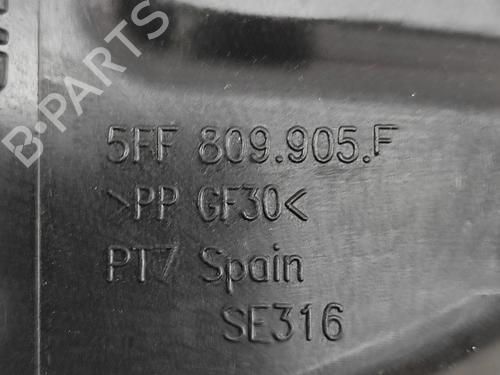 B-PARTS
5FF 809.905.F
>PP GF30<
PT7 Spain
SE316